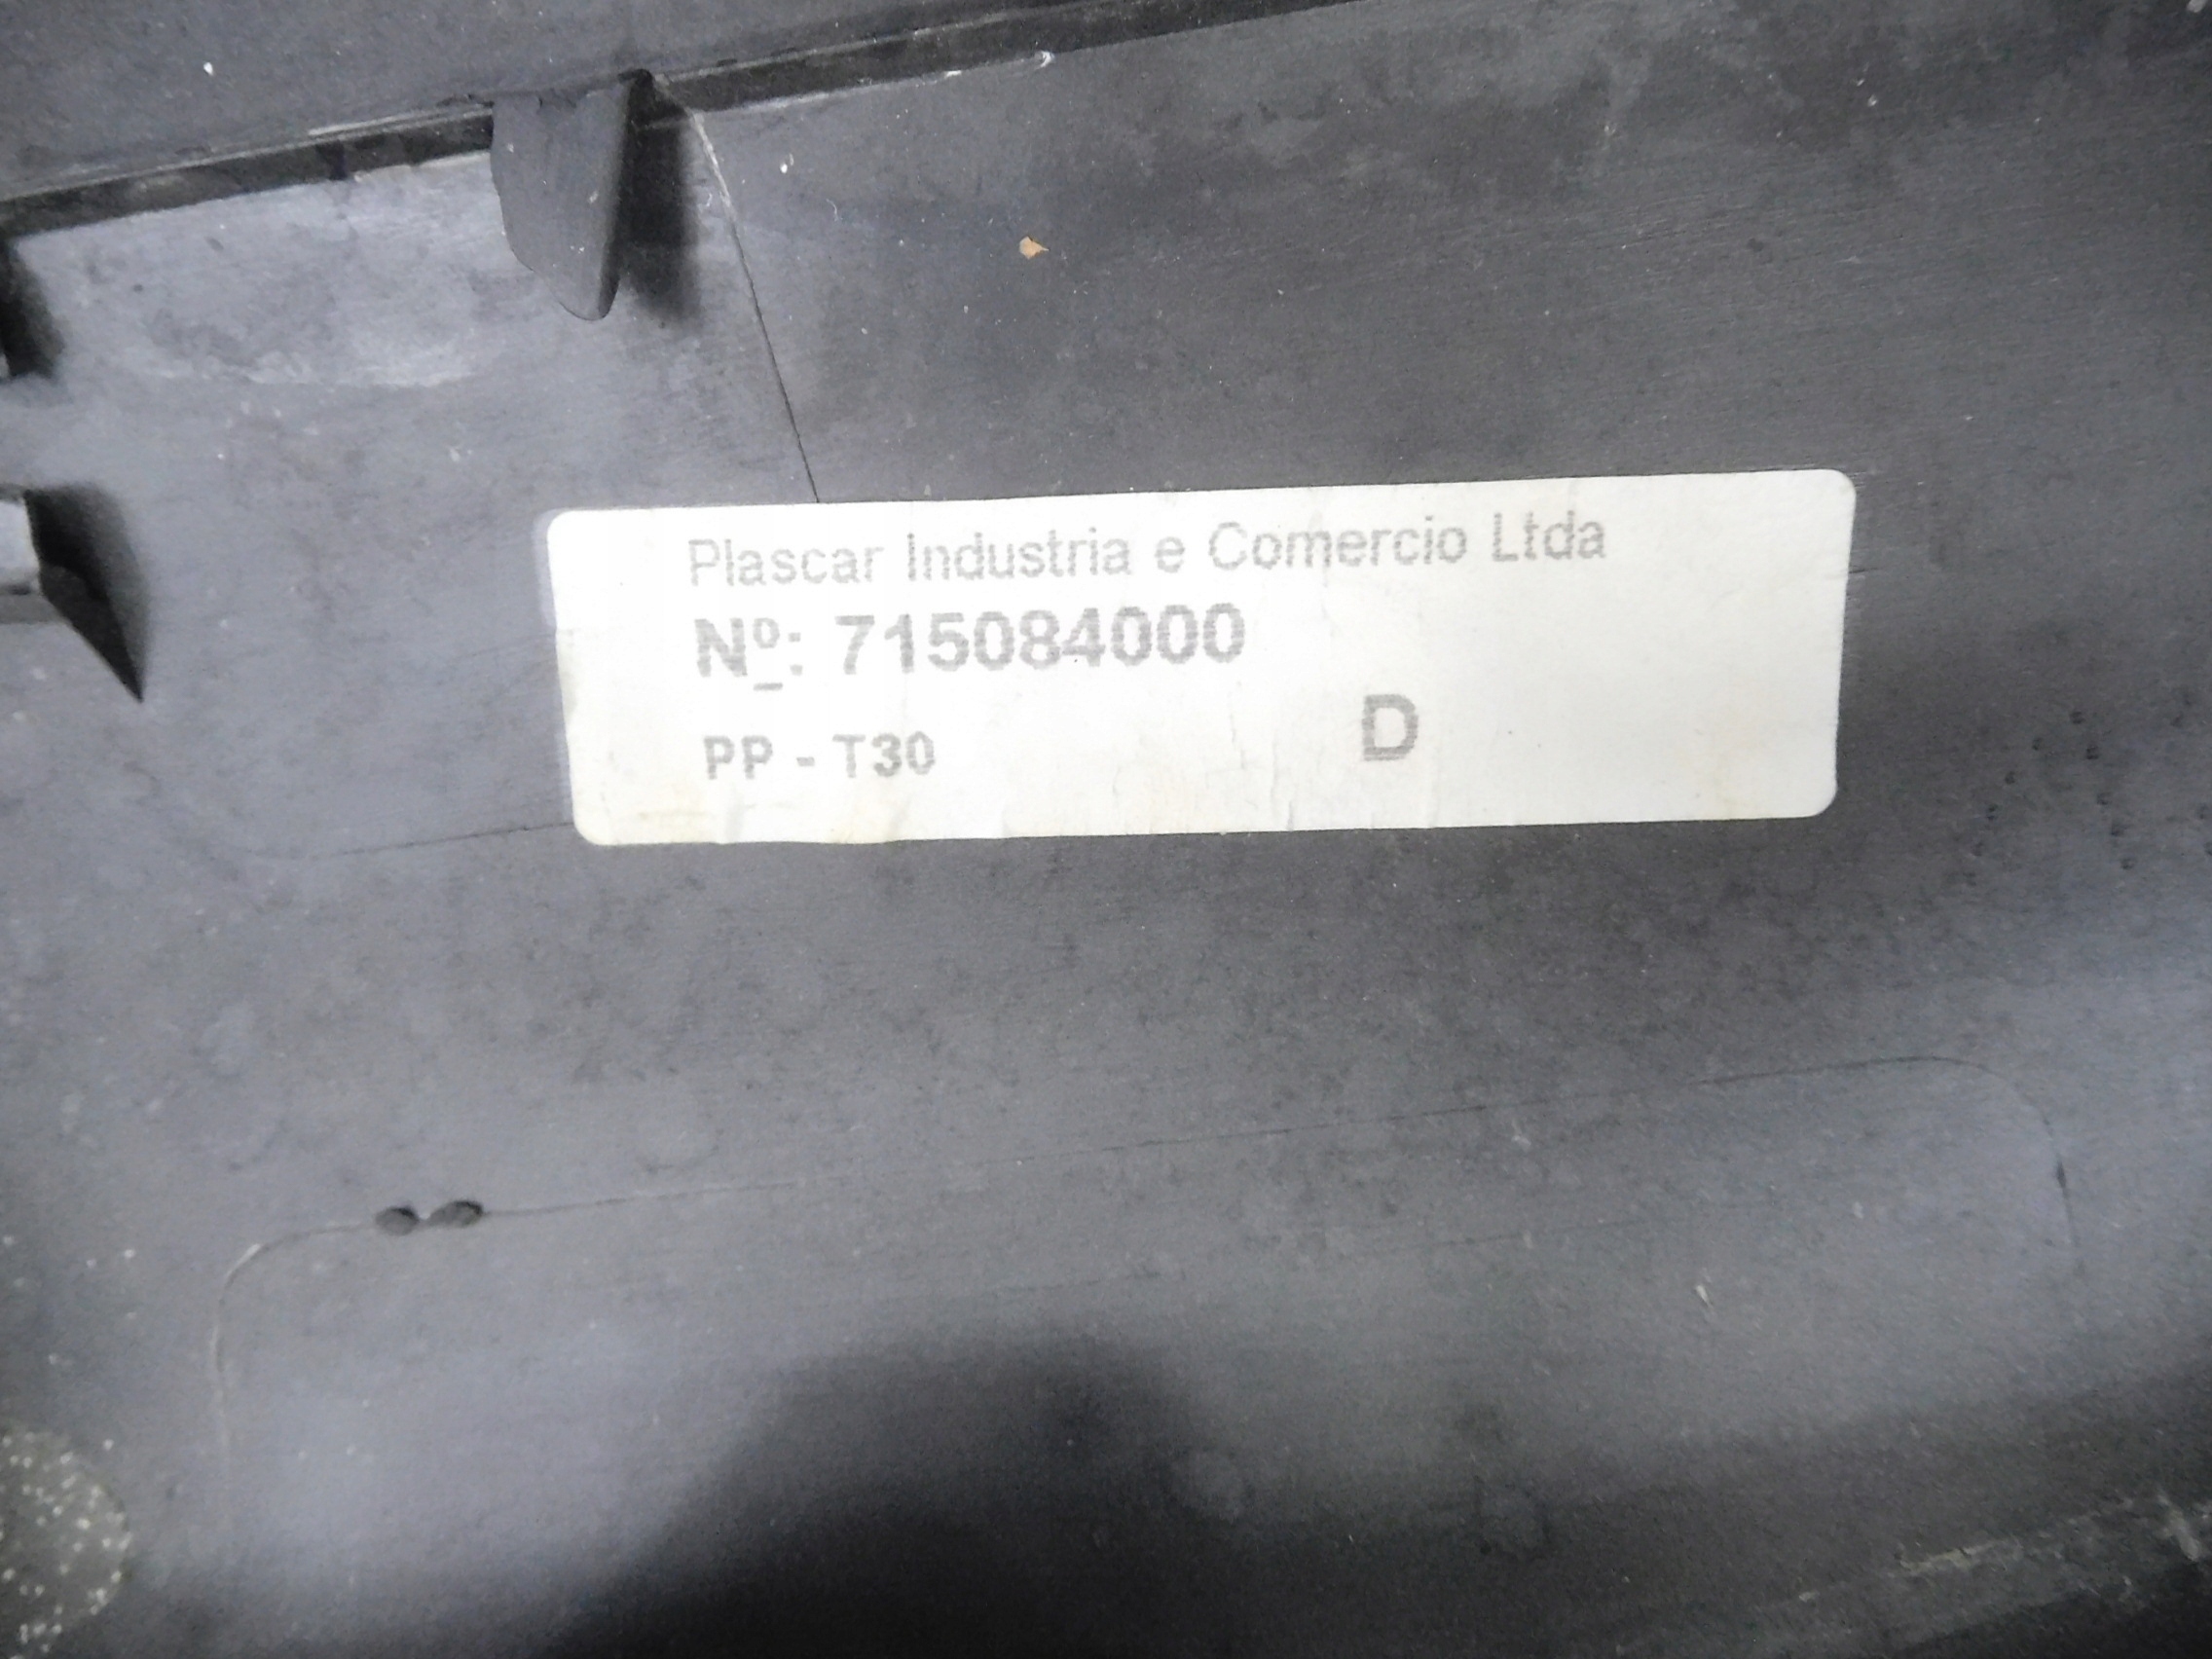 Plascar Industria e Comercio Ltda
Nº: 715084000
D
PP - T30